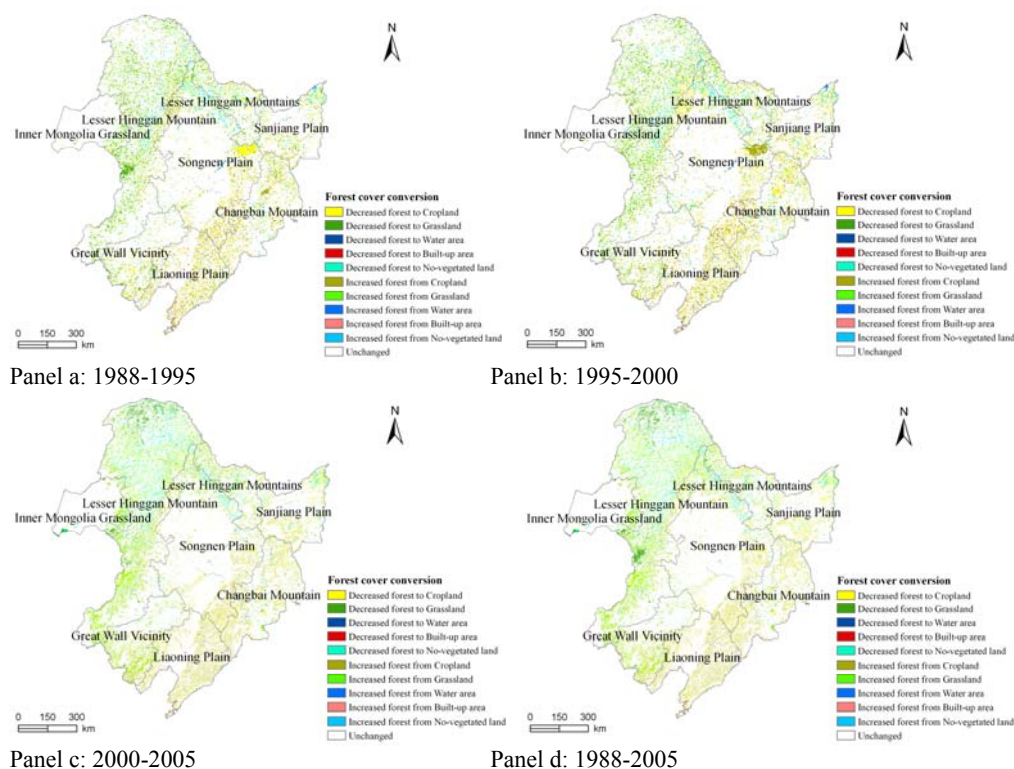 N
Lesser Hinggan Mountains
Lesser Hinggan Mountain
Sanjiang Plain
Inner Mongolia Grassland
Songnen Plain
Changbai Mountain
Great Wall Vicinity
Liaoning Plain
Forest cover conversion
Decreased forest to Cropland
Decreased forest to Grassland
Decreased forest to Water area
Decreased forest to Built-up area
Decreased forest to No-vegetated land
Increased forest from Cropland
Increased forest from Grassland
Increased forest from Water area
Increased forest from Built-up area
Increased forest from No-vegetated land
Unchanged
0 150 300
km
Panel a: 1988-1995
N
Lesser Hinggan Mountains
Lesser Hinggan Mountain
Sanjiang Plain
Inner Mongolia Grassland
Songnen Plain
Changbai Mountain
Great Wall Vicinity
Liaoning Plain
Forest cover conversion
Decreased forest to Cropland
Decreased forest to Grassland
Decreased forest to Water area
Decreased forest to Built-up area
Decreased forest to No-vegetated land
Increased forest from Cropland
Increased forest from Grassland
Increased forest from Water area
Increased forest from Built-up area
Increased forest from No-vegetated land
Unchanged
0 150 300
km
Panel b: 1995-2000
N
Lesser Hinggan Mountains
Lesser Hinggan Mountain
Sanjiang Plain
Inner Mongolia Grassland
Songnen Plain
Changbai Mountain
Great Wall Vicinity
Liaoning Plain
Forest cover conversion
Decreased forest to Cropland
Decreased forest to Grassland
Decreased forest to Water area
Decreased forest to Built-up area
Decreased forest to No-vegetated land
Increased forest from Cropland
Increased forest from Grassland
Increased forest from Water area
Increased forest from Built-up area
Increased forest from No-vegetated land
Unchanged
0 150 300
km
Panel c: 2000-2005
N
Lesser Hinggan Mountains
Lesser Hinggan Mountain
Sanjiang Plain
Inner Mongolia Grassland
Songnen Plain
Changbai Mountain
Great Wall Vicinity
Liaoning Plain
Forest cover conversion
Decreased forest to Cropland
Decreased forest to Grassland
Decreased forest to Water area
Decreased forest to Built-up area
Decreased forest to No-vegetated land
Increased forest from Cropland
Increased forest from Grassland
Increased forest from Water area
Increased forest from Built-up area
Increased forest from No-vegetated land
Unchanged
0 150 300
km
Panel d: 1988-2005